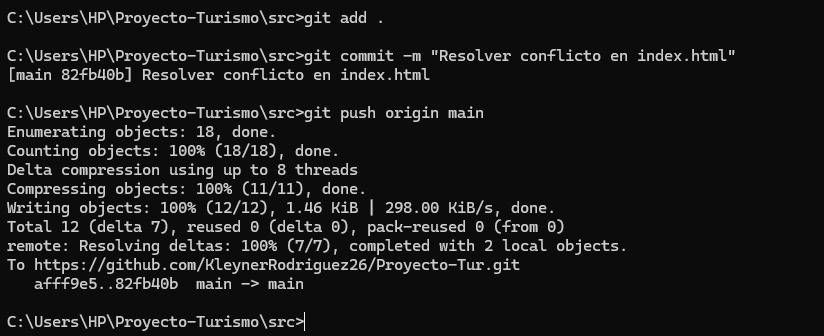 C:\Users\HP\Proyecto-Turismo\src>git add .
C:\Users\HP\Proyecto-Turismo\src>git commit -m "Resolver conflicto en index.html"
[main 82fb40b] Resolver conflicto en index.html
C:\Users\HP\Proyecto-Turismo\src>git push origin main
Enumerating objects: 18, done.
Counting objects: 100% (18/18), done.
Delta compression using up to 8 threads
Compressing objects: 100% (11/11), done.
Writing objects: 100% (12/12), 1.46 KiB | 298.00 KiB/s, done.
Total 12 (delta 7), reused 0 (delta 0), pack-reused 0 (from 0)
remote: Resolving deltas: 100% (7/7), completed with 2 local objects.
To https://github.com/KleynerRodriguez26/Proyecto-Tur.git
   afff9e5..82fb40b  main -> main
C:\Users\HP\Proyecto-Turismo\src>